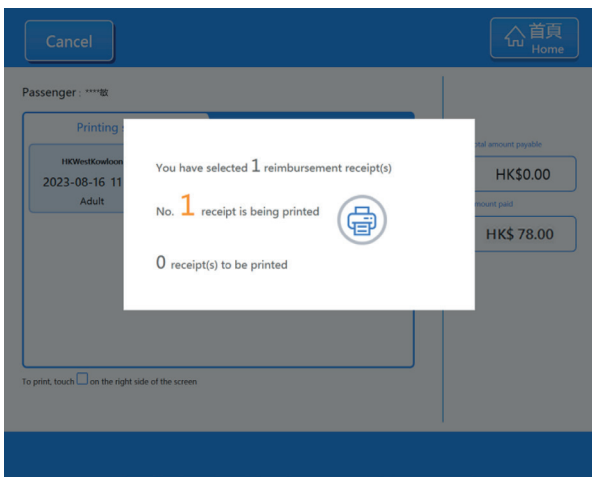 Cancel
首頁
Home
Passenger : ****敏
Printing
HKWestKowloon
2023-08-16 11
Adult
You have selected 1 reimbursement receipt(s)
No. 1 receipt is being printed
0 receipt(s) to be printed
total amount payable
HK$0.00
amount paid
HK$ 78.00
To print, touch on the right side of the screen